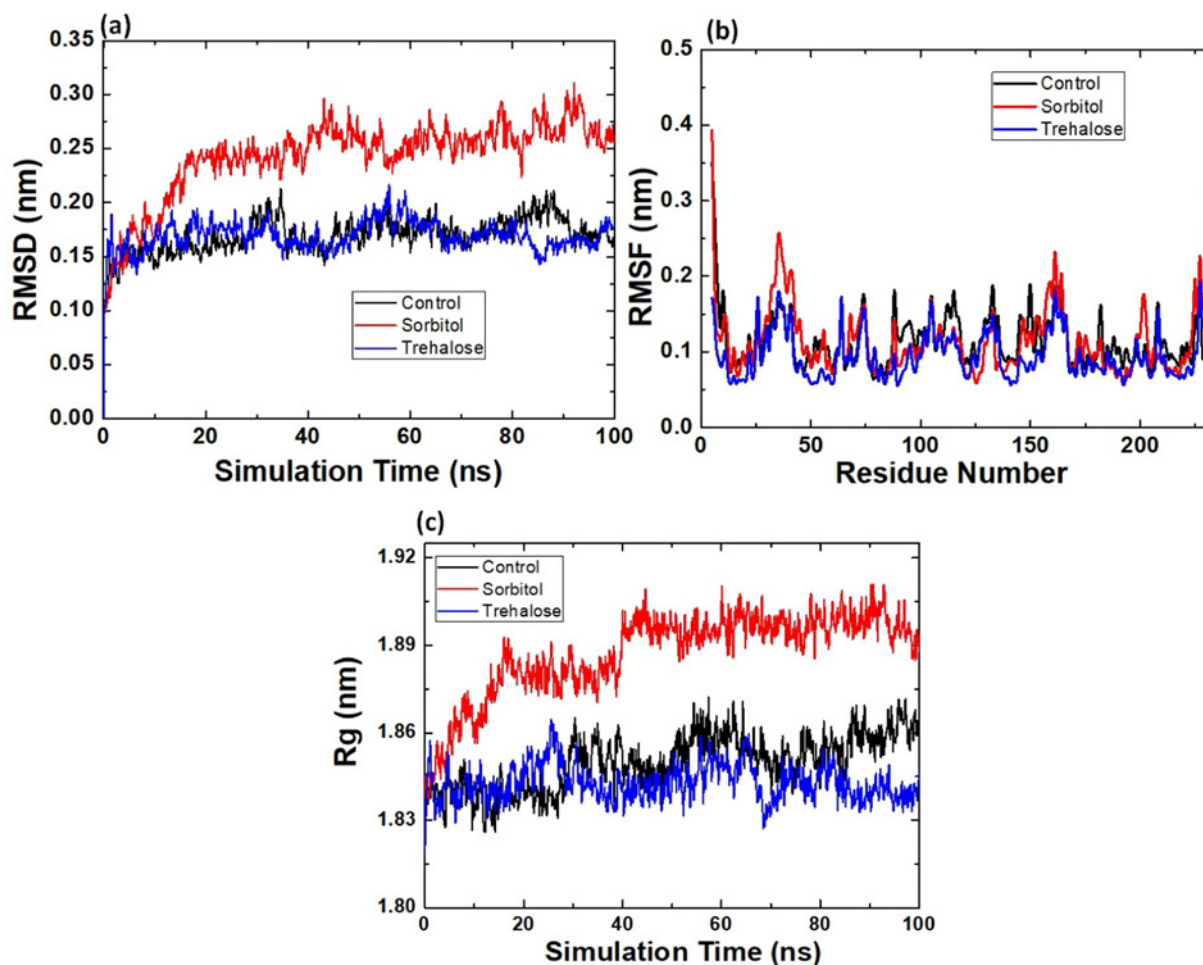 (a)
0.35
0.30
0.25
0.20
0.15
0.10
0.05
0.00
RMSD (nm)
Control
Sorbitol
Trehalose
0 20 40 60 80 100
Simulation Time (ns)
(b)
0.5
0.4
0.3
0.2
0.1
0.0
RMSF (nm)
Control
Sorbitol
Trehalose
0 50 100 150 200
Residue Number
(c)
1.92
1.89
1.86
1.83
1.80
Rg (nm)
Control
Sorbitol
Trehalose
0 20 40 60 80 100
Simulation Time (ns)